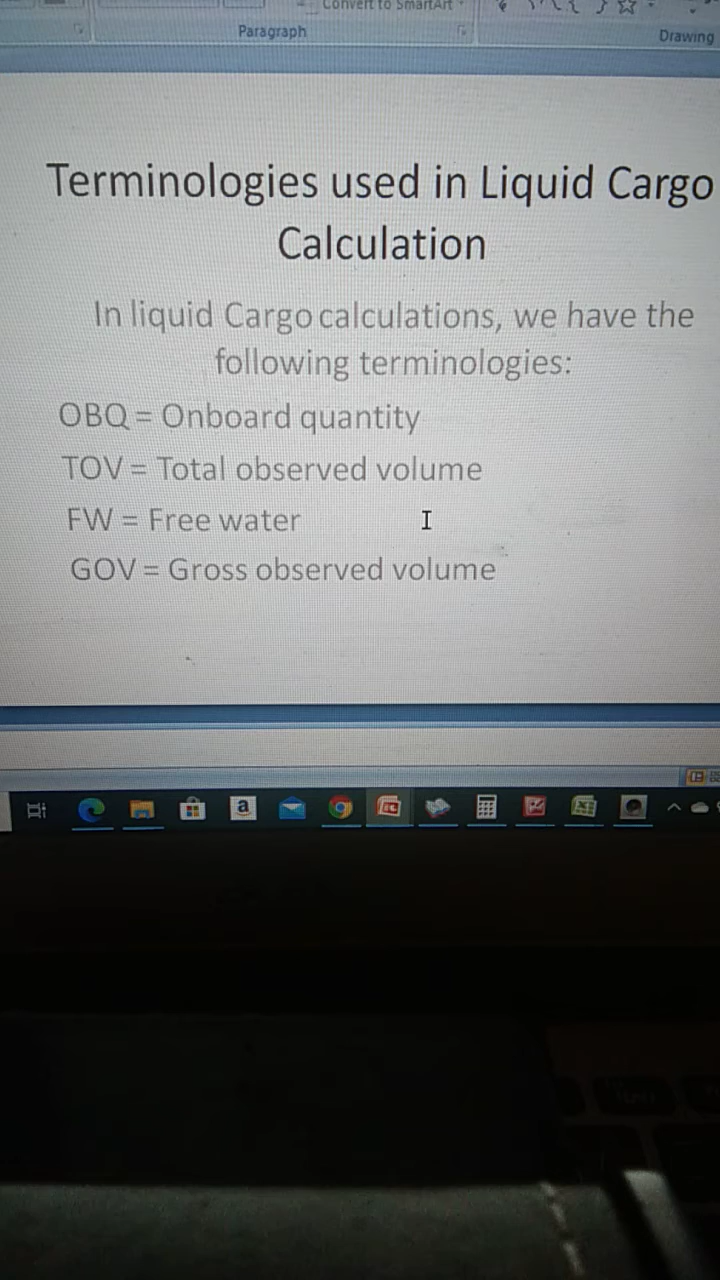 Convert to SmartArt
Paragraph
Drawing
Terminologies used in Liquid Cargo
Calculation
In liquid Cargo calculations, we have the
following terminologies:
OBQ = Onboard quantity
TOV = Total observed volume
FW = Free water
GOV = Gross observed volume
a